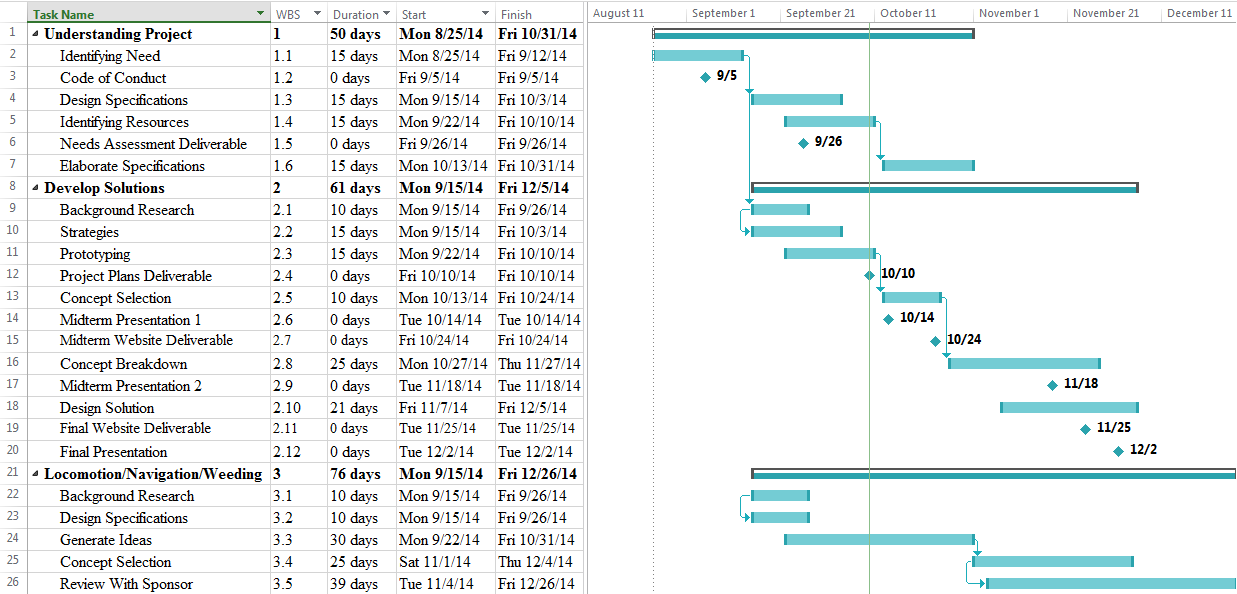 Task Name WBS Duration Start Finish August 11 September 1 September 21 October 11 November 1 November 21 December 11
1 Understanding Project 1 50 days Mon 8/25/14 Fri 10/31/14
2 Identifying Need 1.1 15 days Mon 8/25/14 Fri 9/12/14
3 Code of Conduct 1.2 0 days Fri 9/5/14 Fri 9/5/14 9/5
4 Design Specifications 1.3 15 days Mon 9/15/14 Fri 10/3/14
5 Identifying Resources 1.4 15 days Mon 9/22/14 Fri 10/10/14
6 Needs Assessment Deliverable 1.5 0 days Fri 9/26/14 Fri 9/26/14 9/26
7 Elaborate Specifications 1.6 15 days Mon 10/13/14 Fri 10/31/14
8 Develop Solutions 2 61 days Mon 9/15/14 Fri 12/5/14
9 Background Research 2.1 10 days Mon 9/15/14 Fri 9/26/14
10 Strategies 2.2 15 days Mon 9/15/14 Fri 10/3/14
11 Prototyping 2.3 15 days Mon 9/22/14 Fri 10/10/14
12 Project Plans Deliverable 2.4 0 days Fri 10/10/14 Fri 10/10/14 10/10
13 Concept Selection 2.5 10 days Mon 10/13/14 Fri 10/24/14
14 Midterm Presentation 1 2.6 0 days Tue 10/14/14 Tue 10/14/14 10/14
15 Midterm Website Deliverable 2.7 0 days Fri 10/24/14 Fri 10/24/14 10/24
16 Concept Breakdown 2.8 25 days Mon 10/27/14 Thu 11/27/14
17 Midterm Presentation 2 2.9 0 days Tue 11/18/14 Tue 11/18/14 11/18
18 Design Solution 2.10 21 days Fri 11/7/14 Fri 12/5/14
19 Final Website Deliverable 2.11 0 days Tue 11/25/14 Tue 11/25/14 11/25
20 Final Presentation 2.12 0 days Tue 12/2/14 Tue 12/2/14 12/2
21 Locomotion/Navigation/Weeding 3 76 days Mon 9/15/14 Fri 12/26/14
22 Background Research 3.1 10 days Mon 9/15/14 Fri 9/26/14
23 Design Specifications 3.2 10 days Mon 9/15/14 Fri 9/26/14
24 Generate Ideas 3.3 30 days Mon 9/22/14 Fri 10/31/14
25 Concept Selection 3.4 25 days Sat 11/1/14 Thu 12/4/14
26 Review With Sponsor 3.5 39 days Tue 11/4/14 Fri 12/26/14